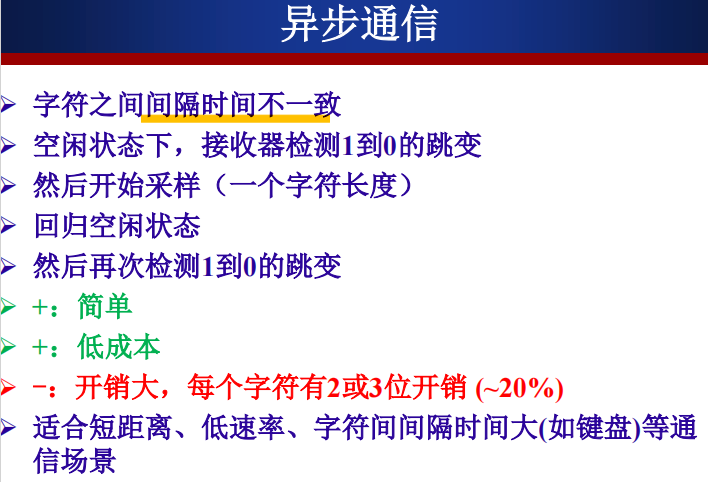 异步通信
字符之间间隔时间不一致
空闲状态下，接收器检测1到0的跳变
然后开始采样（一个字符长度）
回归空闲状态
然后再次检测1到0的跳变
+：简单
+：低成本
-：开销大，每个字符有2或3位开销 (~20%)
适合短距离、低速率、字符间间隔时间大(如键盘)等通
信场景